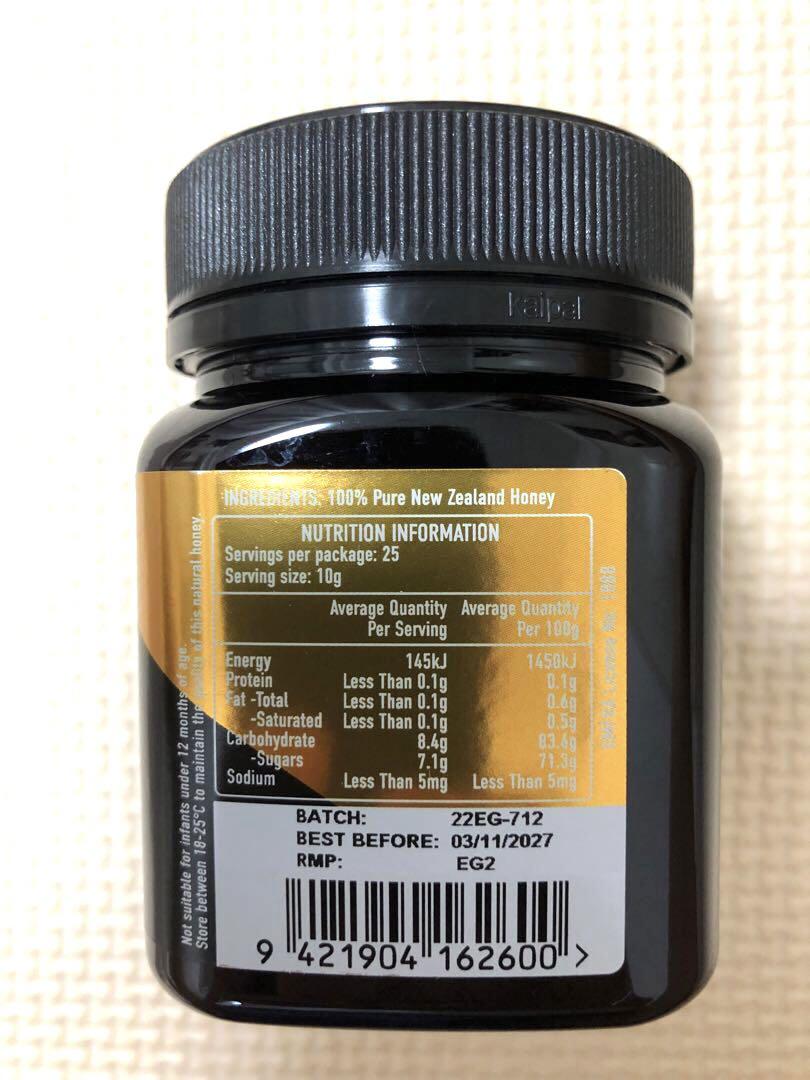 kaipal
INGREDIENTS: 100% Pure New Zealand Honey
NUTRITION INFORMATION
Servings per package: 25
Serving size: 10g
Average Quantity Average Quantity
Per Serving Per 100g
Energy 145kJ 1450kJ
Protein Less Than 0.1g 0.1g
Fat -Total Less Than 0.1g 0.6g
-Saturated Less Than 0.1g 0.5g
Carbohydrate 8.4g 83.6g
-Sugars 7.1g 71.3g
Sodium Less Than 5mg Less Than 5mg
BATCH: 22EG-712
BEST BEFORE: 03/11/2027
RMP: EG2
9 421904 162600 >
Not suitable for infants under 12 months of age.
Store between 18-25°C to maintain the quality of this natural honey.